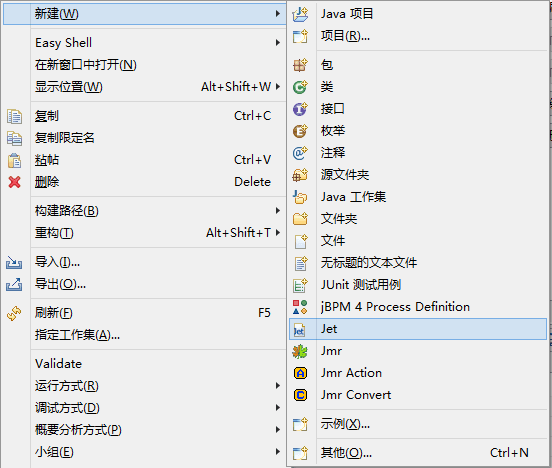 新建(W)
Easy Shell
在新窗口中打开(N)
显示位置(W) Alt+Shift+W
复制 Ctrl+C
复制限定名
粘帖 Ctrl+V
删除 Delete
构建路径(B)
重构(T) Alt+Shift+T
导入(I)...
导出(O)...
刷新(F) F5
指定工作集(A)...
Validate
运行方式(R)
调试方式(D)
概要分析方式(P)
小组(E)
Java 项目
项目(R)...
包
类
接口
枚举
注释
源文件夹
Java 工作集
文件夹
文件
无标题的文本文件
JUnit 测试用例
jBPM 4 Process Definition
Jet
Jmr
Jmr Action
Jmr Convert
示例(X)...
其他(O)... Ctrl+N